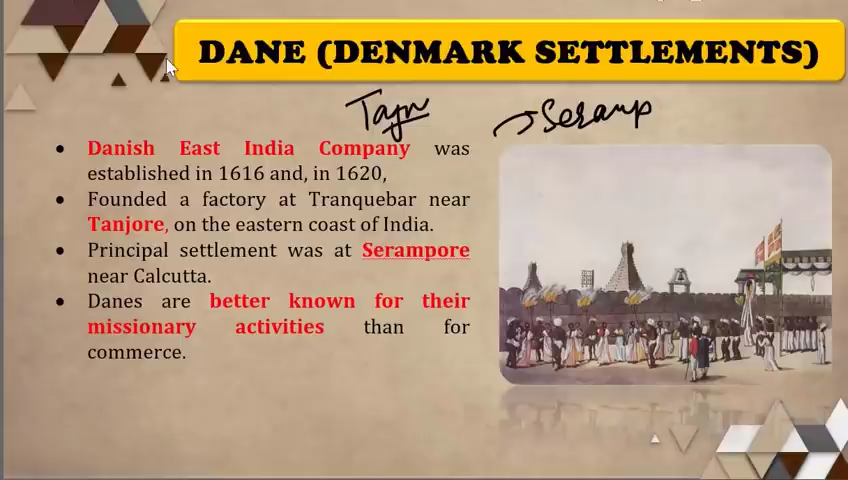 DANE (DENMARK SETTLEMENTS)
Tajn
→Seramp
• Danish East India Company was
established in 1616 and, in 1620,
• Founded a factory at Tranquebar near
Tanjore, on the eastern coast of India.
• Principal settlement was at Serampore
near Calcutta.
• Danes are better known for their
missionary activities than for
commerce.